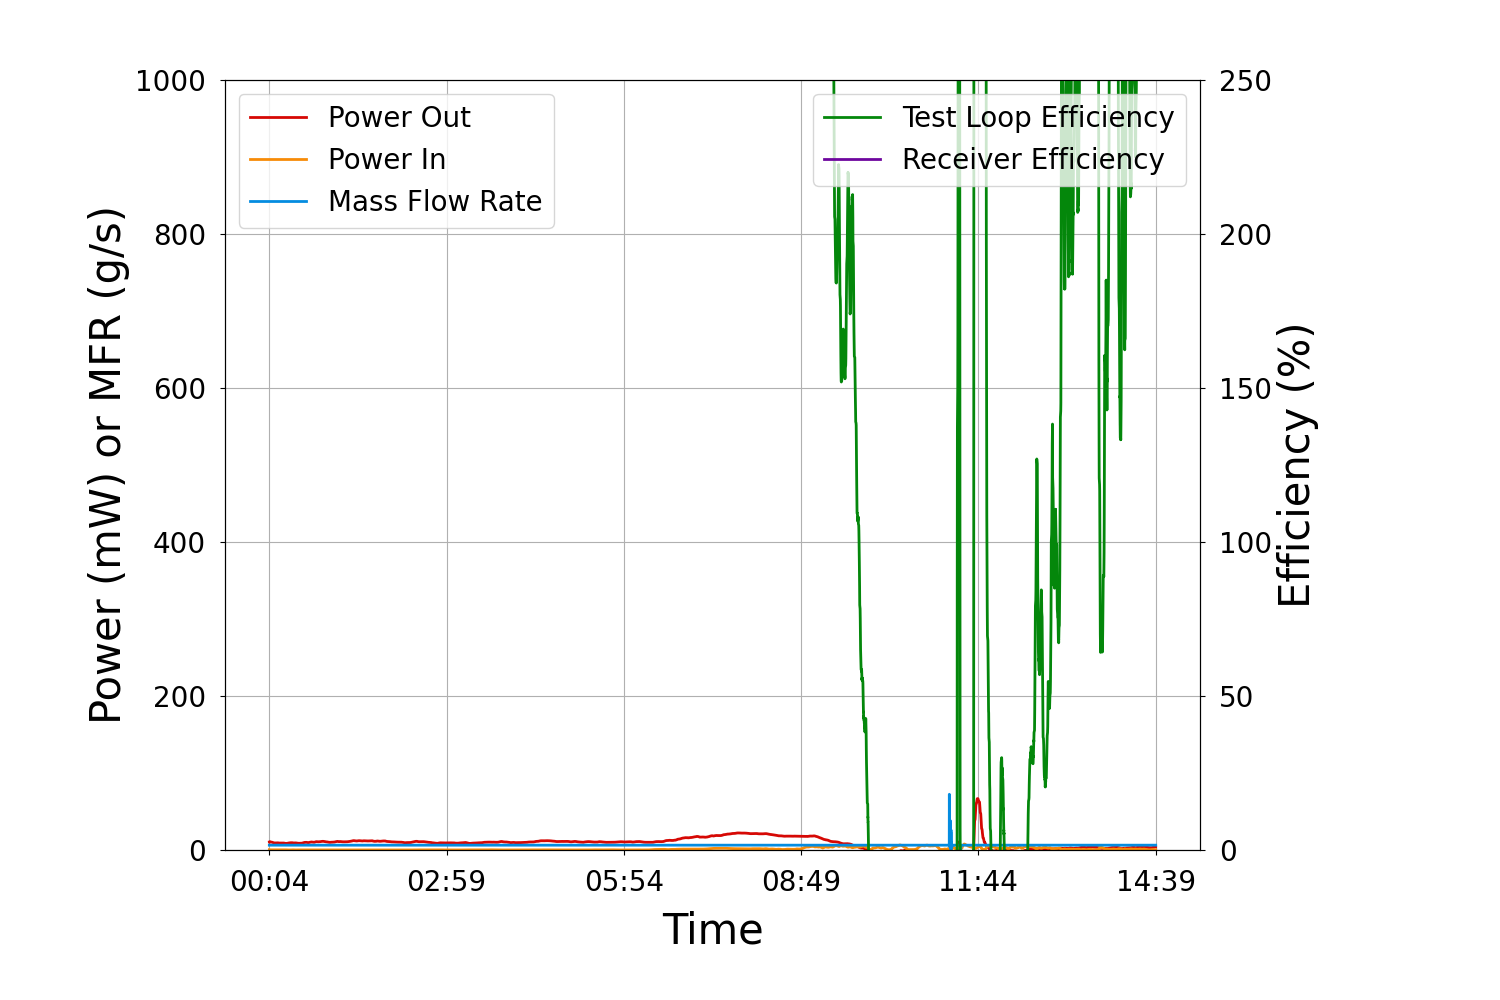 1000
800
600
400
200
0
Power (mW) or MFR (g/s)
Power Out
Power In
Mass Flow Rate
Test Loop Efficiency
Receiver Efficiency
250
200
150
100
50
0
Efficiency (%)
00:04 02:59 05:54 08:49 11:44 14:39
Time